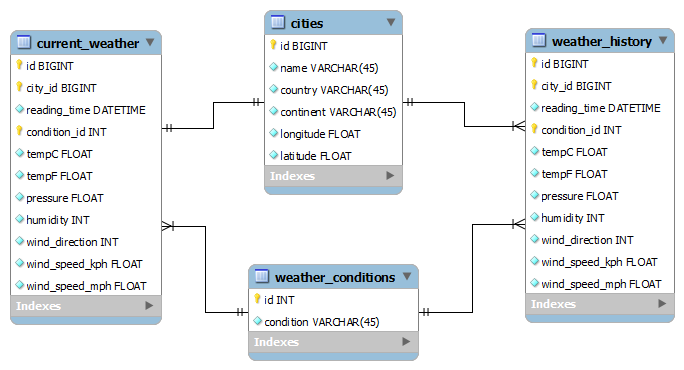 current_weather
id BIGINT
city_id BIGINT
reading_time DATETIME
condition_id INT
tempC FLOAT
tempF FLOAT
pressure FLOAT
humidity INT
wind_direction INT
wind_speed_kph FLOAT
wind_speed_mph FLOAT
Indexes
cities
id BIGINT
name VARCHAR(45)
country VARCHAR(45)
continent VARCHAR(45)
longitude FLOAT
latitude FLOAT
Indexes
weather_conditions
id INT
condition VARCHAR(45)
Indexes
weather_history
id BIGINT
city_id BIGINT
reading_time DATETIME
condition_id INT
tempC FLOAT
tempF FLOAT
pressure FLOAT
humidity INT
wind_direction INT
wind_speed_kph FLOAT
wind_speed_mph FLOAT
Indexes